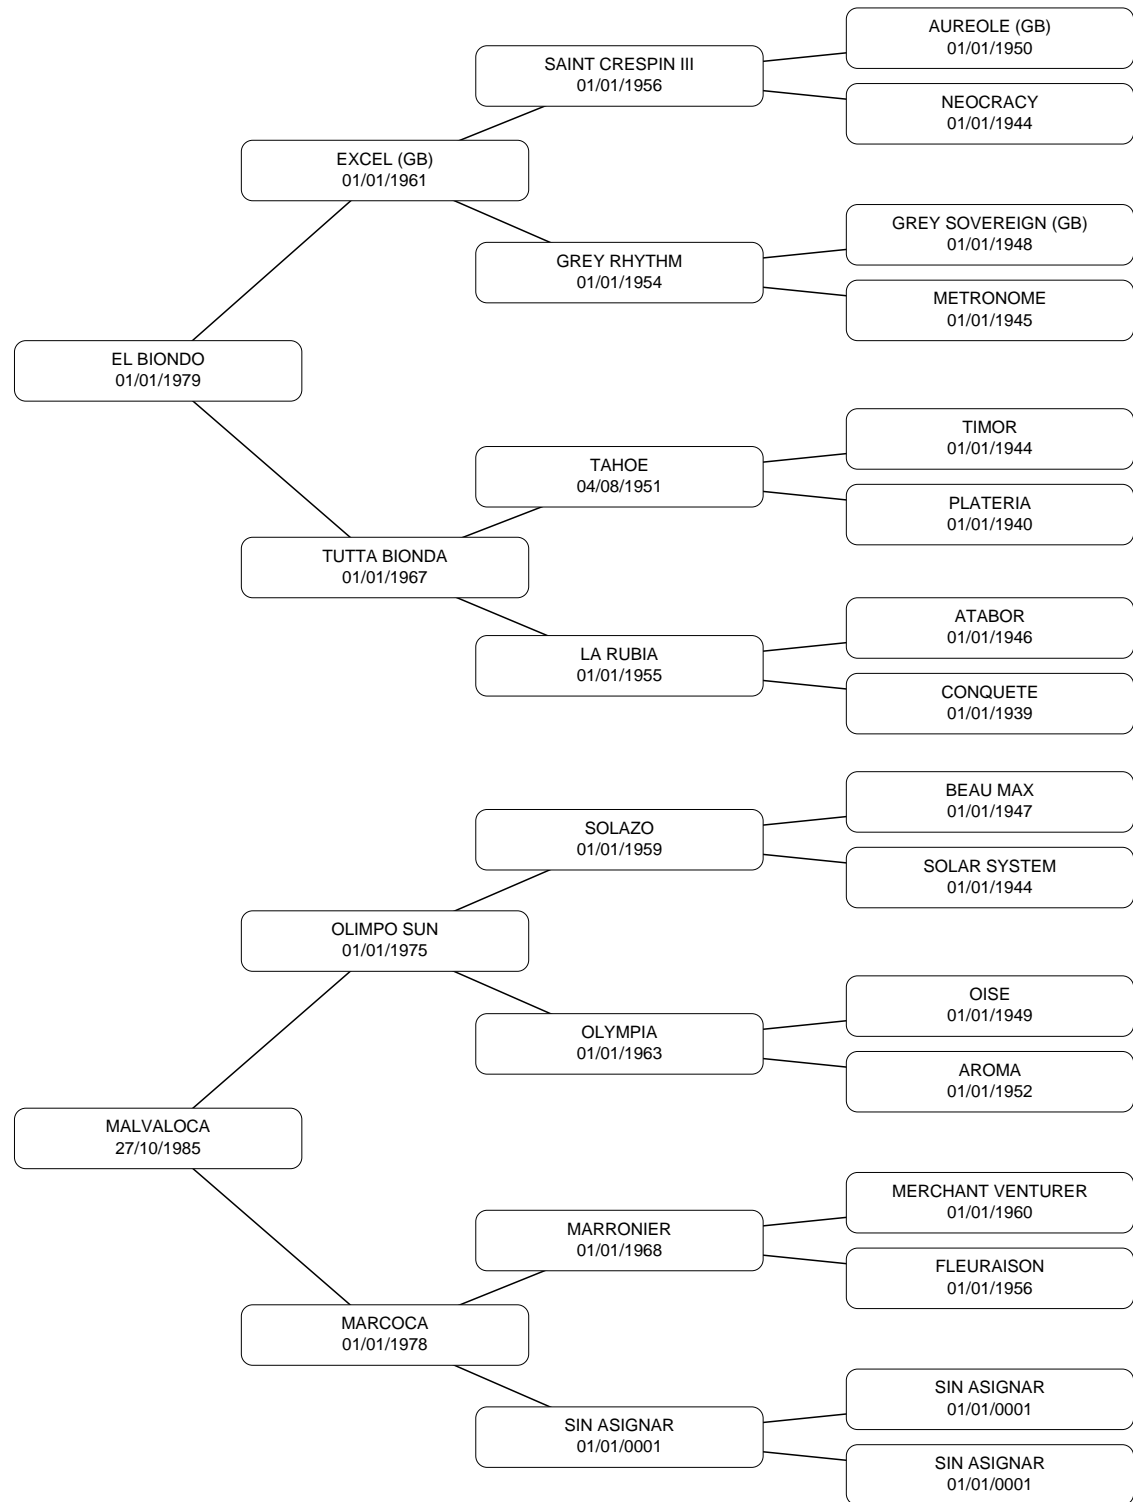 AUREOLE (GB)
01/01/1950
SAINT CRESPIN III
01/01/1956
NEOCRACY
01/01/1944
EXCEL (GB)
01/01/1961
GREY SOVEREIGN (GB)
01/01/1948
GREY RHYTHM
01/01/1954
METRONOME
01/01/1945
EL BIONDO
01/01/1979
TIMOR
01/01/1944
TAHOE
04/08/1951
PLATERIA
01/01/1940
TUTTA BIONDA
01/01/1967
ATABOR
01/01/1946
LA RUBIA
01/01/1955
CONQUETE
01/01/1939
BEAU MAX
01/01/1947
SOLAZO
01/01/1959
SOLAR SYSTEM
01/01/1944
OLIMPO SUN
01/01/1975
OISE
01/01/1949
OLYMPIA
01/01/1963
AROMA
01/01/1952
MALVALOCA
27/10/1985
MERCHANT VENTURER
01/01/1960
MARRONIER
01/01/1968
FLEURAISON
01/01/1956
MARCOCA
01/01/1978
SIN ASIGNAR
01/01/0001
SIN ASIGNAR
01/01/0001
SIN ASIGNAR
01/01/0001